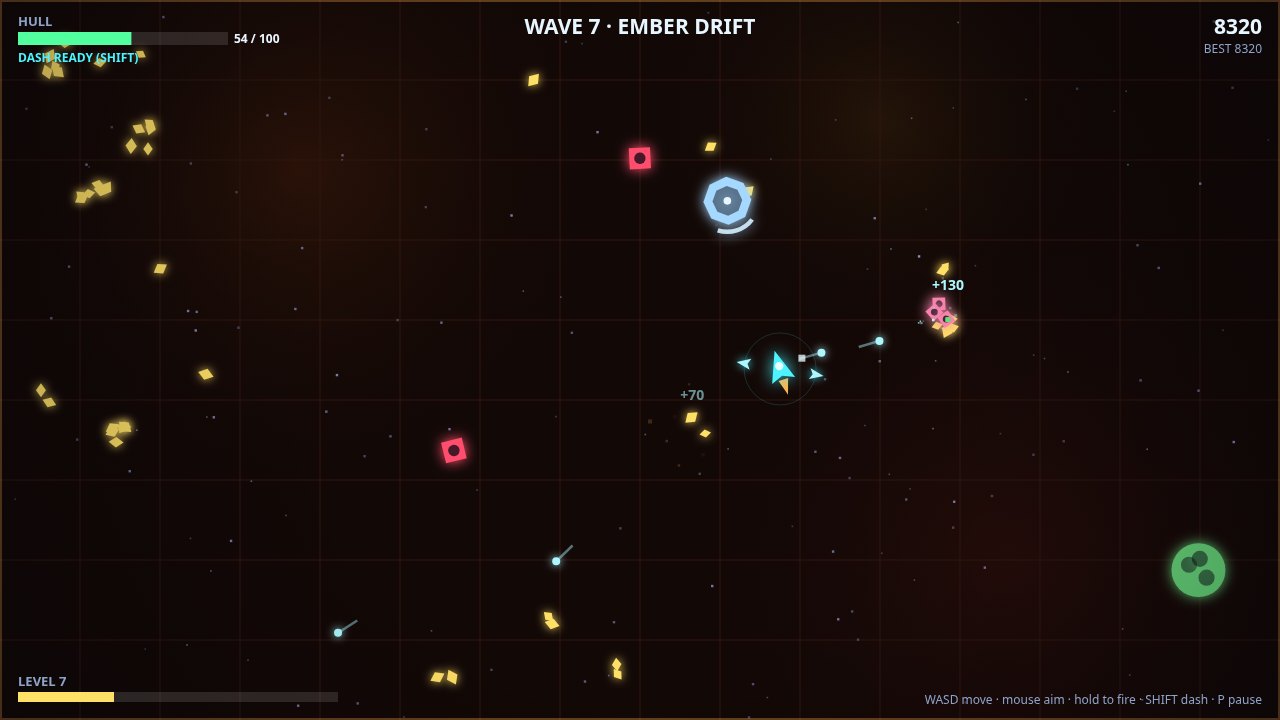 HULL
54 / 100
DASH READY (SHIFT)
WAVE 7 · EMBER DRIFT
8320
BEST 8320
+130
+70
LEVEL 7
WASD move · mouse aim · hold to fire · SHIFT dash · P pause